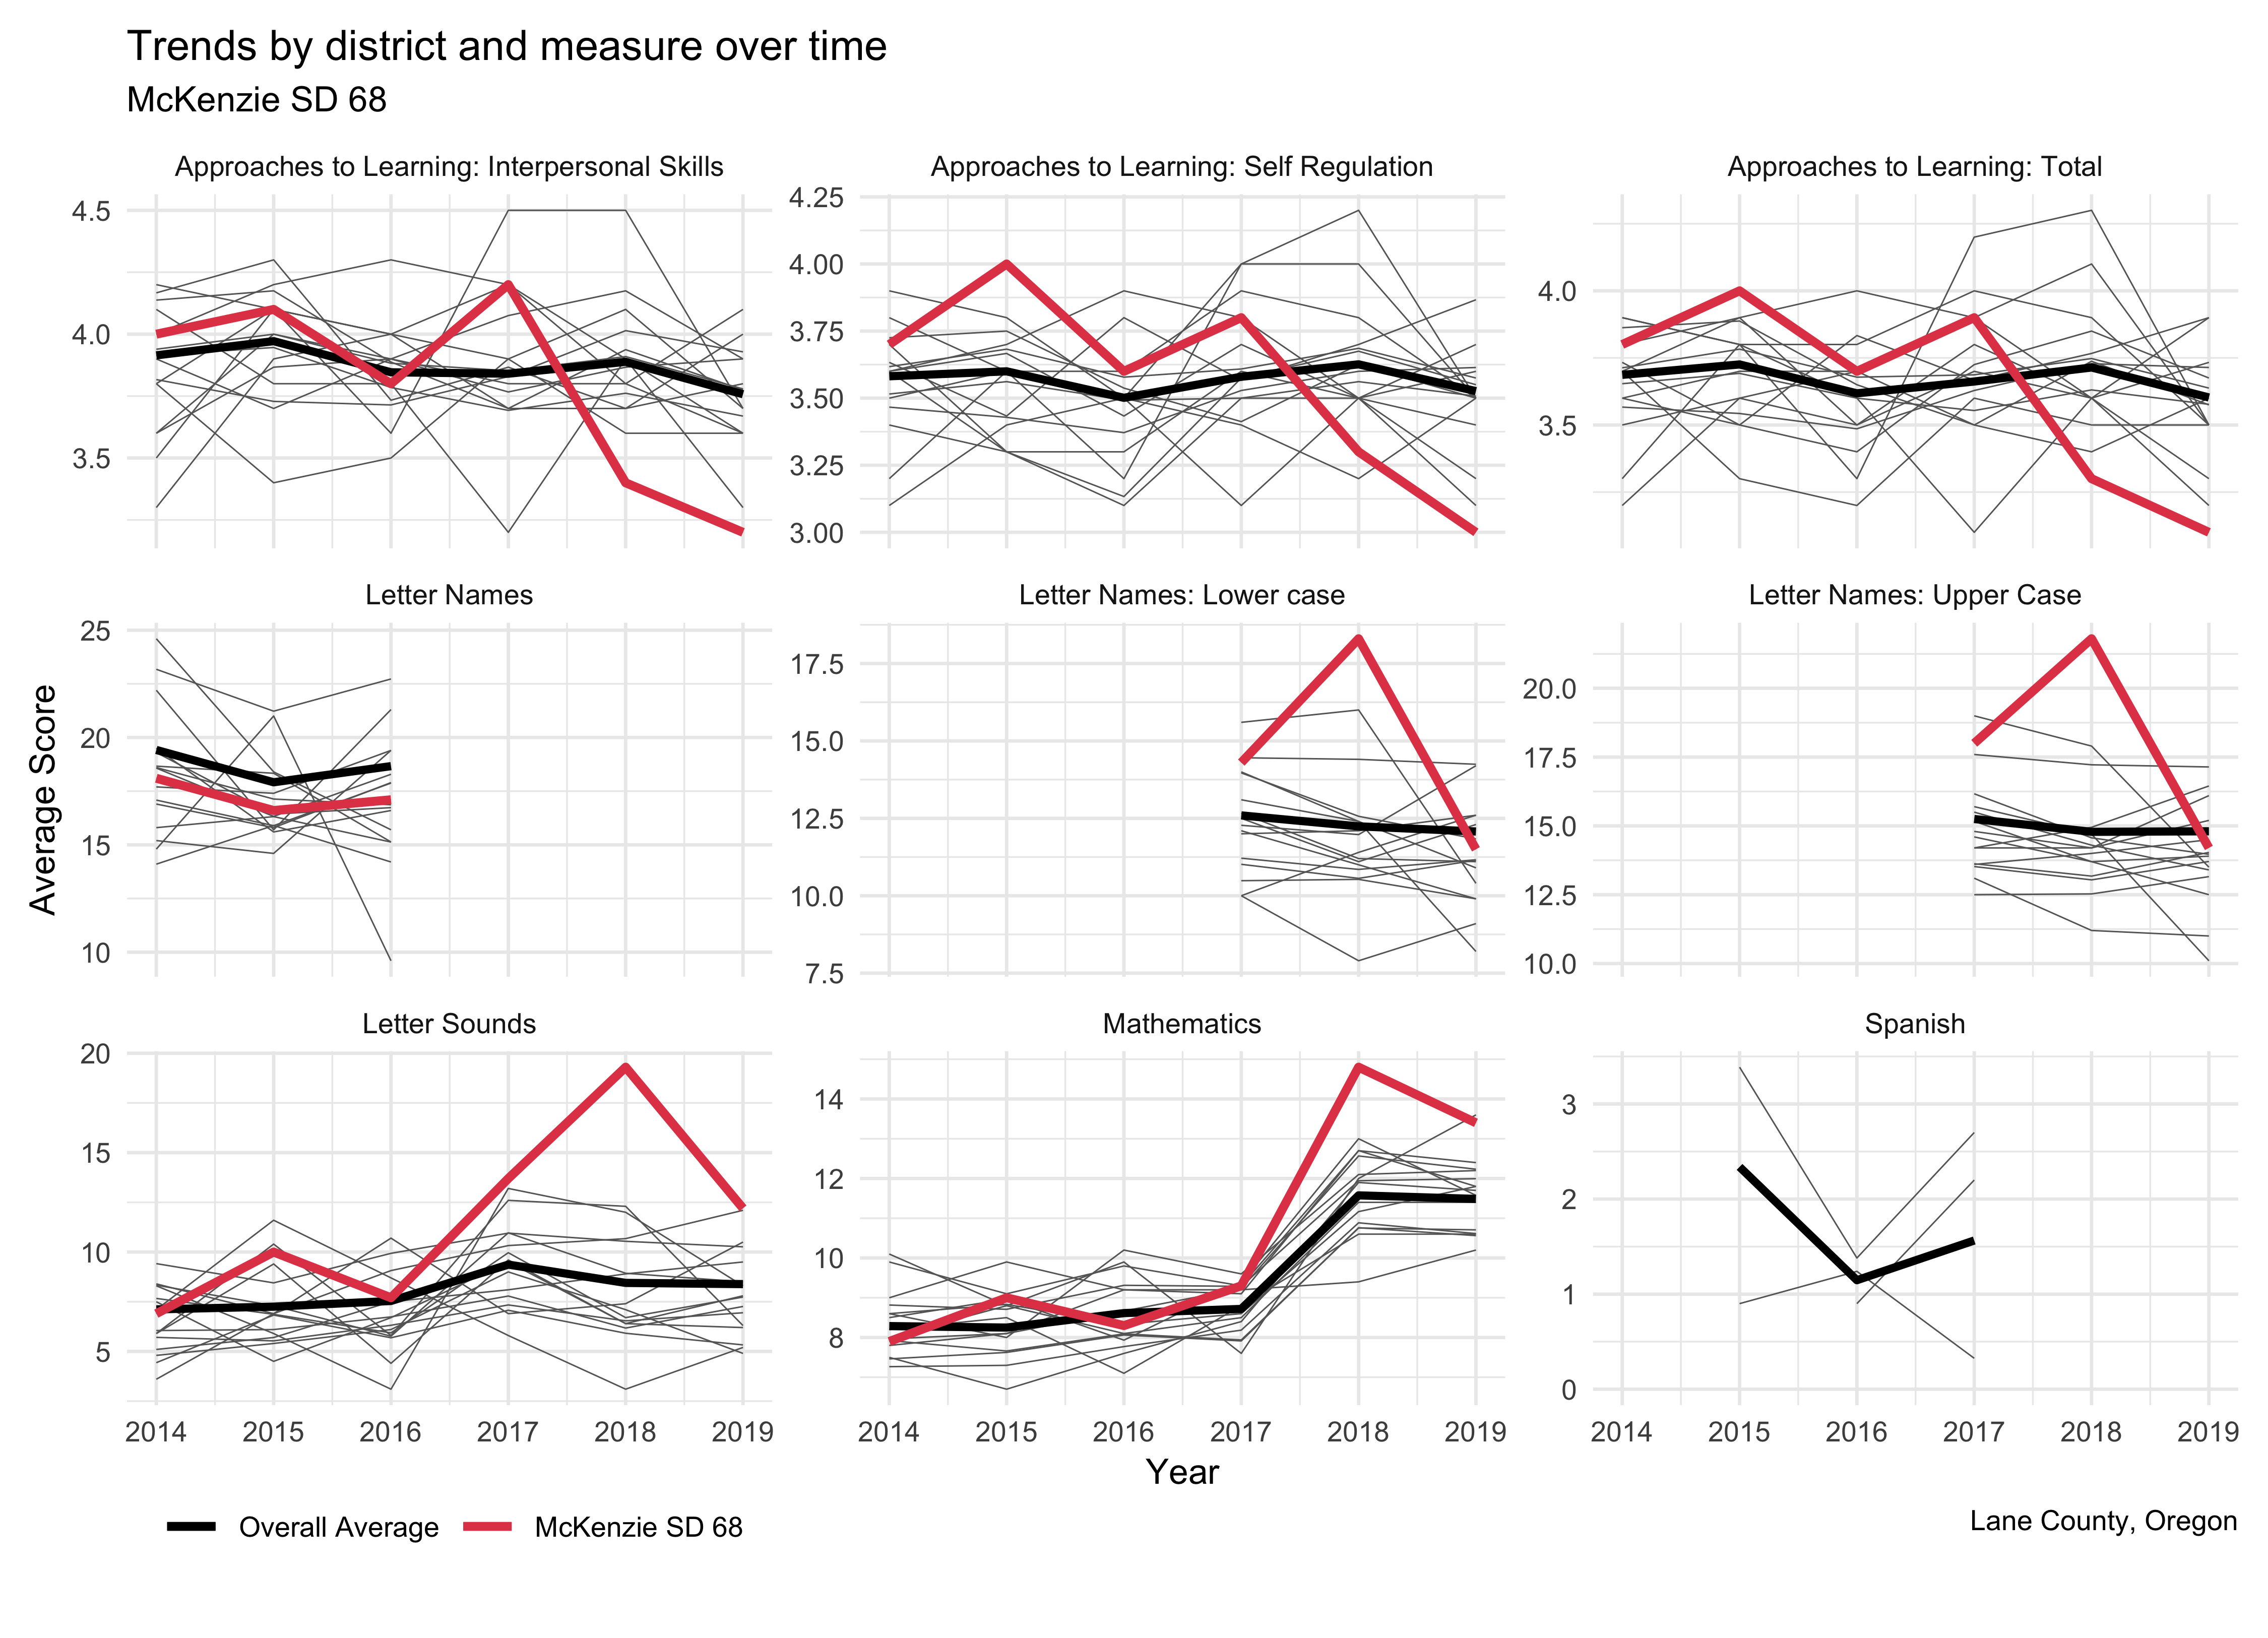 Trends by district and measure over time
McKenzie SD 68
Approaches to Learning: Interpersonal Skills
Approaches to Learning: Self Regulation
Approaches to Learning: Total
4.5
4.0
3.5
4.25
4.00
3.75
3.50
3.25
3.00
4.0
3.5
Letter Names
Letter Names: Lower case
Letter Names: Upper Case
25
20
15
10
17.5
15.0
12.5
10.0
7.5
20.0
17.5
15.0
12.5
10.0
Average Score
Letter Sounds
Mathematics
Spanish
20
15
10
5
14
12
10
8
3
2
1
0
2014 2015 2016 2017 2018 2019
2014 2015 2016 2017 2018 2019
2014 2015 2016 2017 2018 2019
Year
Overall Average
McKenzie SD 68
Lane County, Oregon